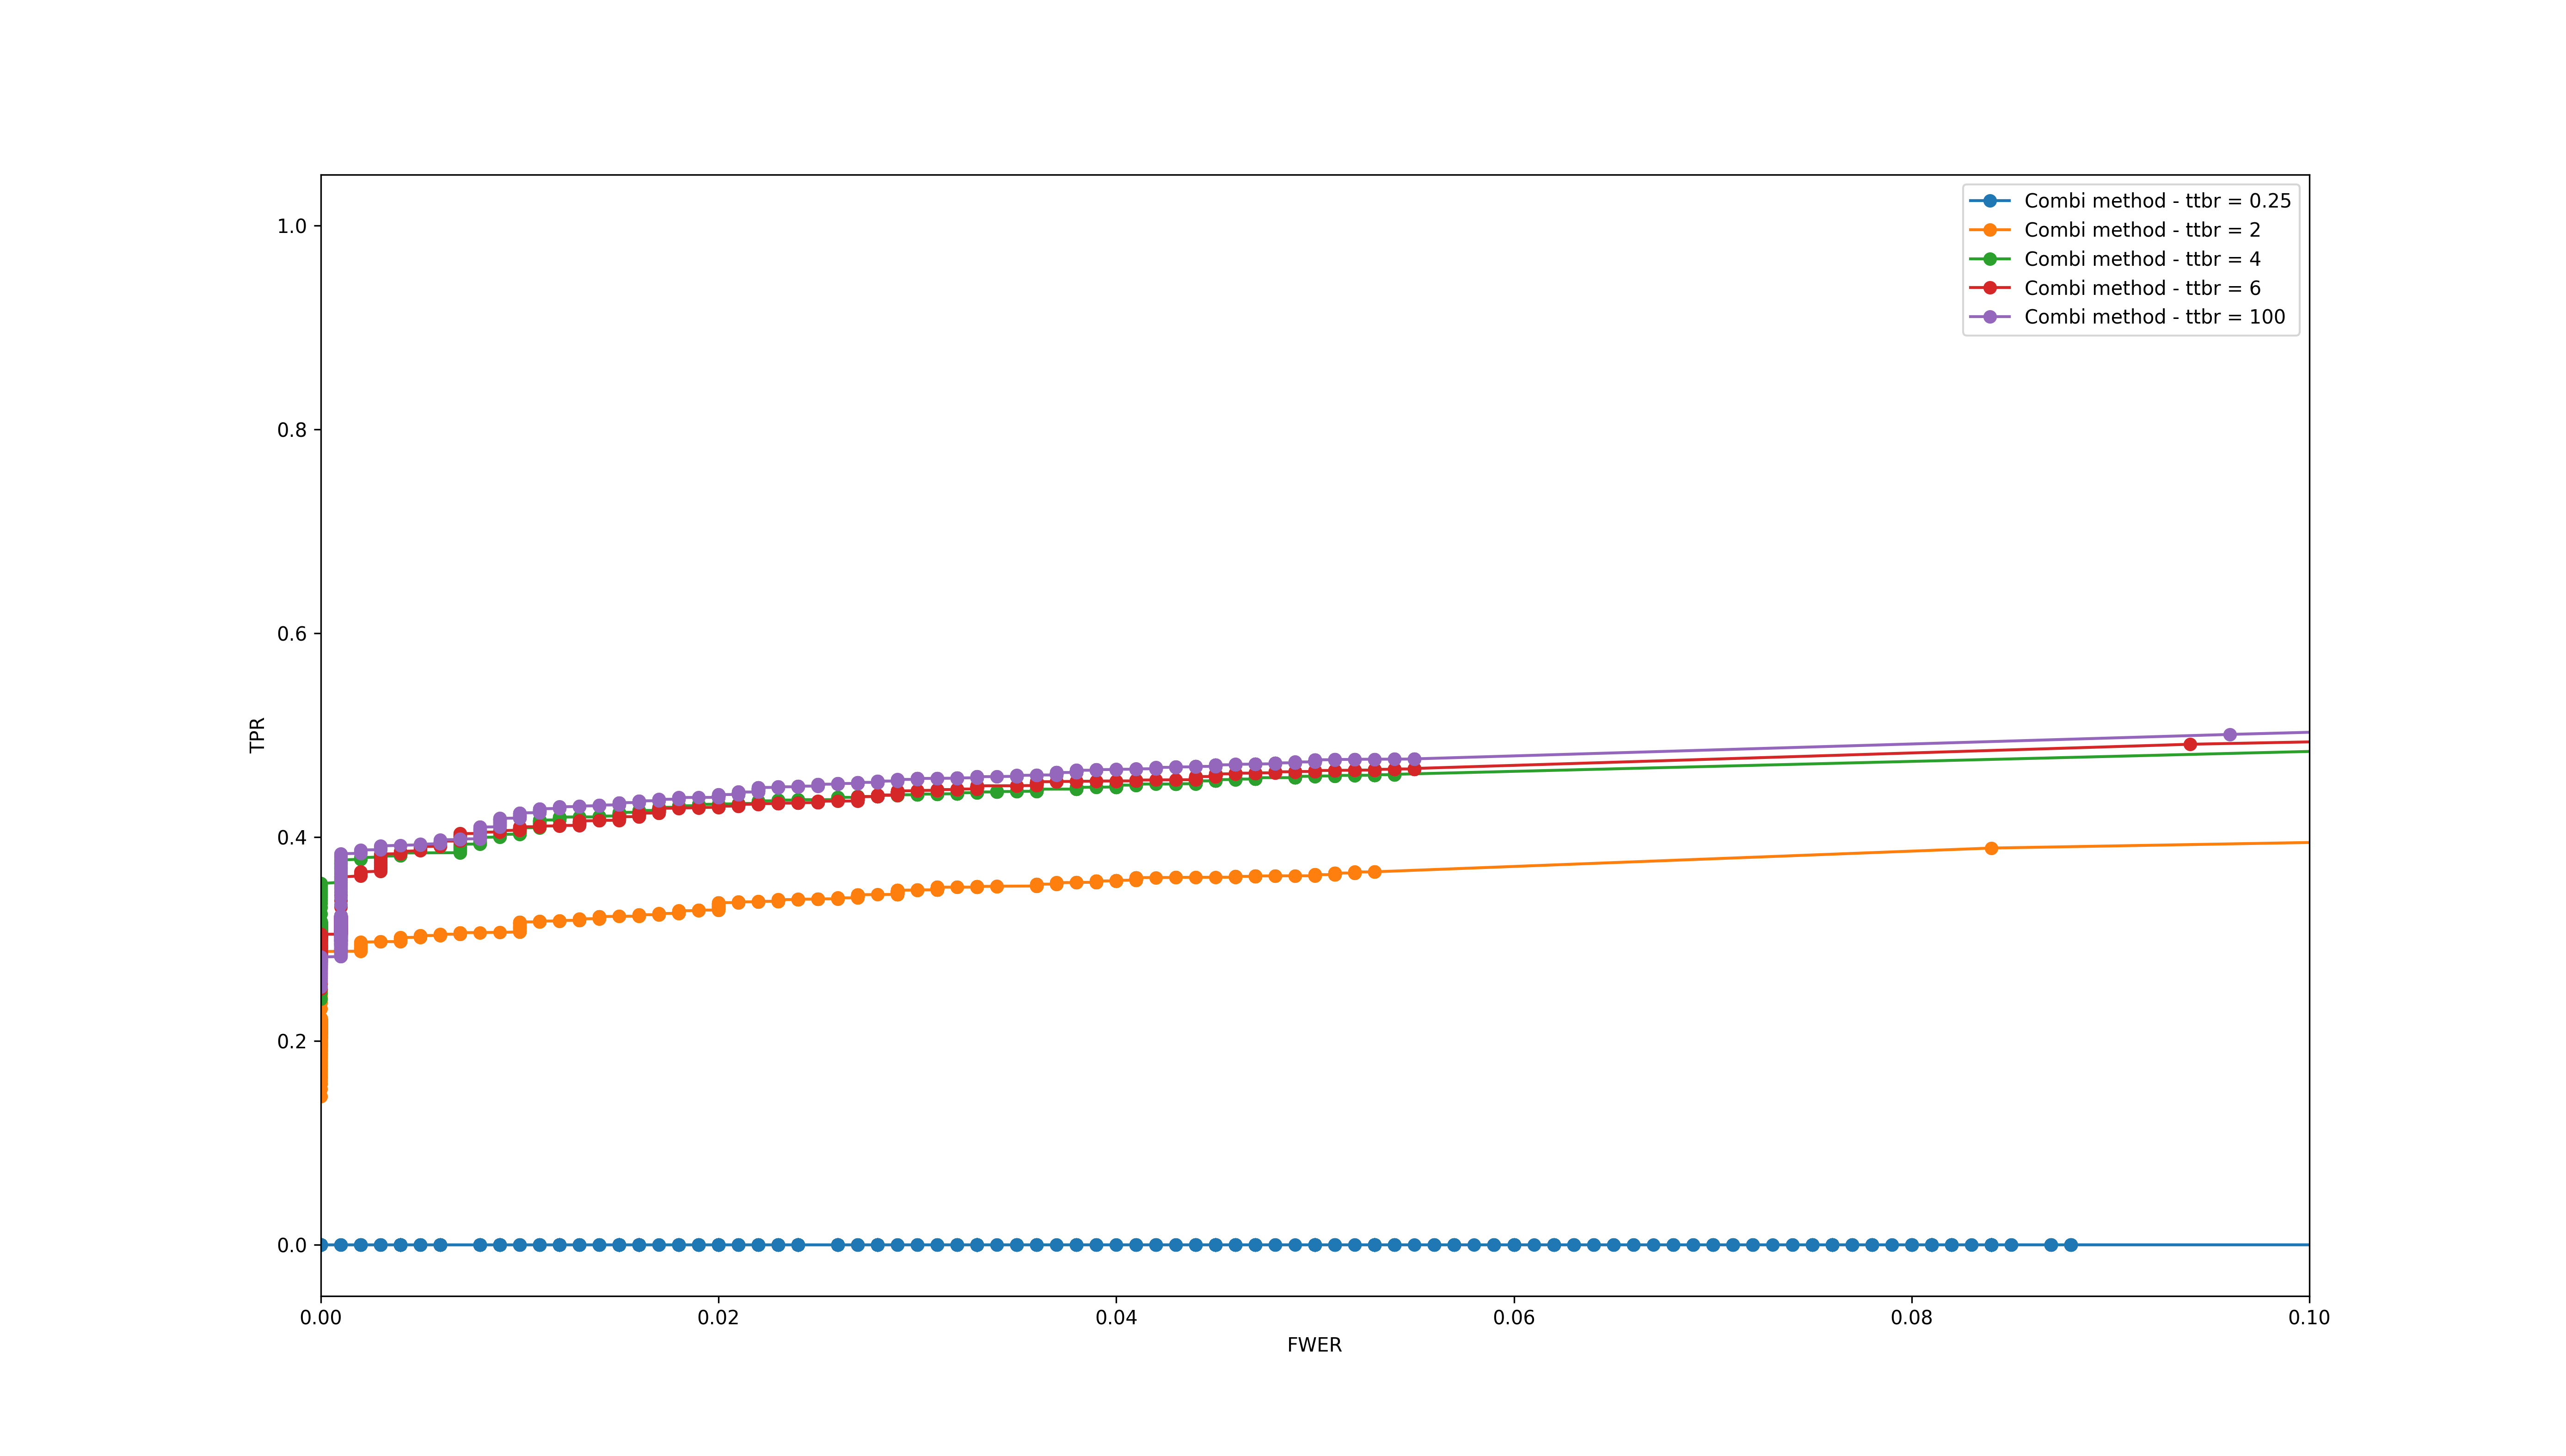 Combi method - ttbr = 0.25
Combi method - ttbr = 2
Combi method - ttbr = 4
Combi method - ttbr = 6
Combi method - ttbr = 100
TPR
1.0
0.8
0.6
0.4
0.2
0.0
0.00 0.02 0.04 0.06 0.08 0.10
FWER